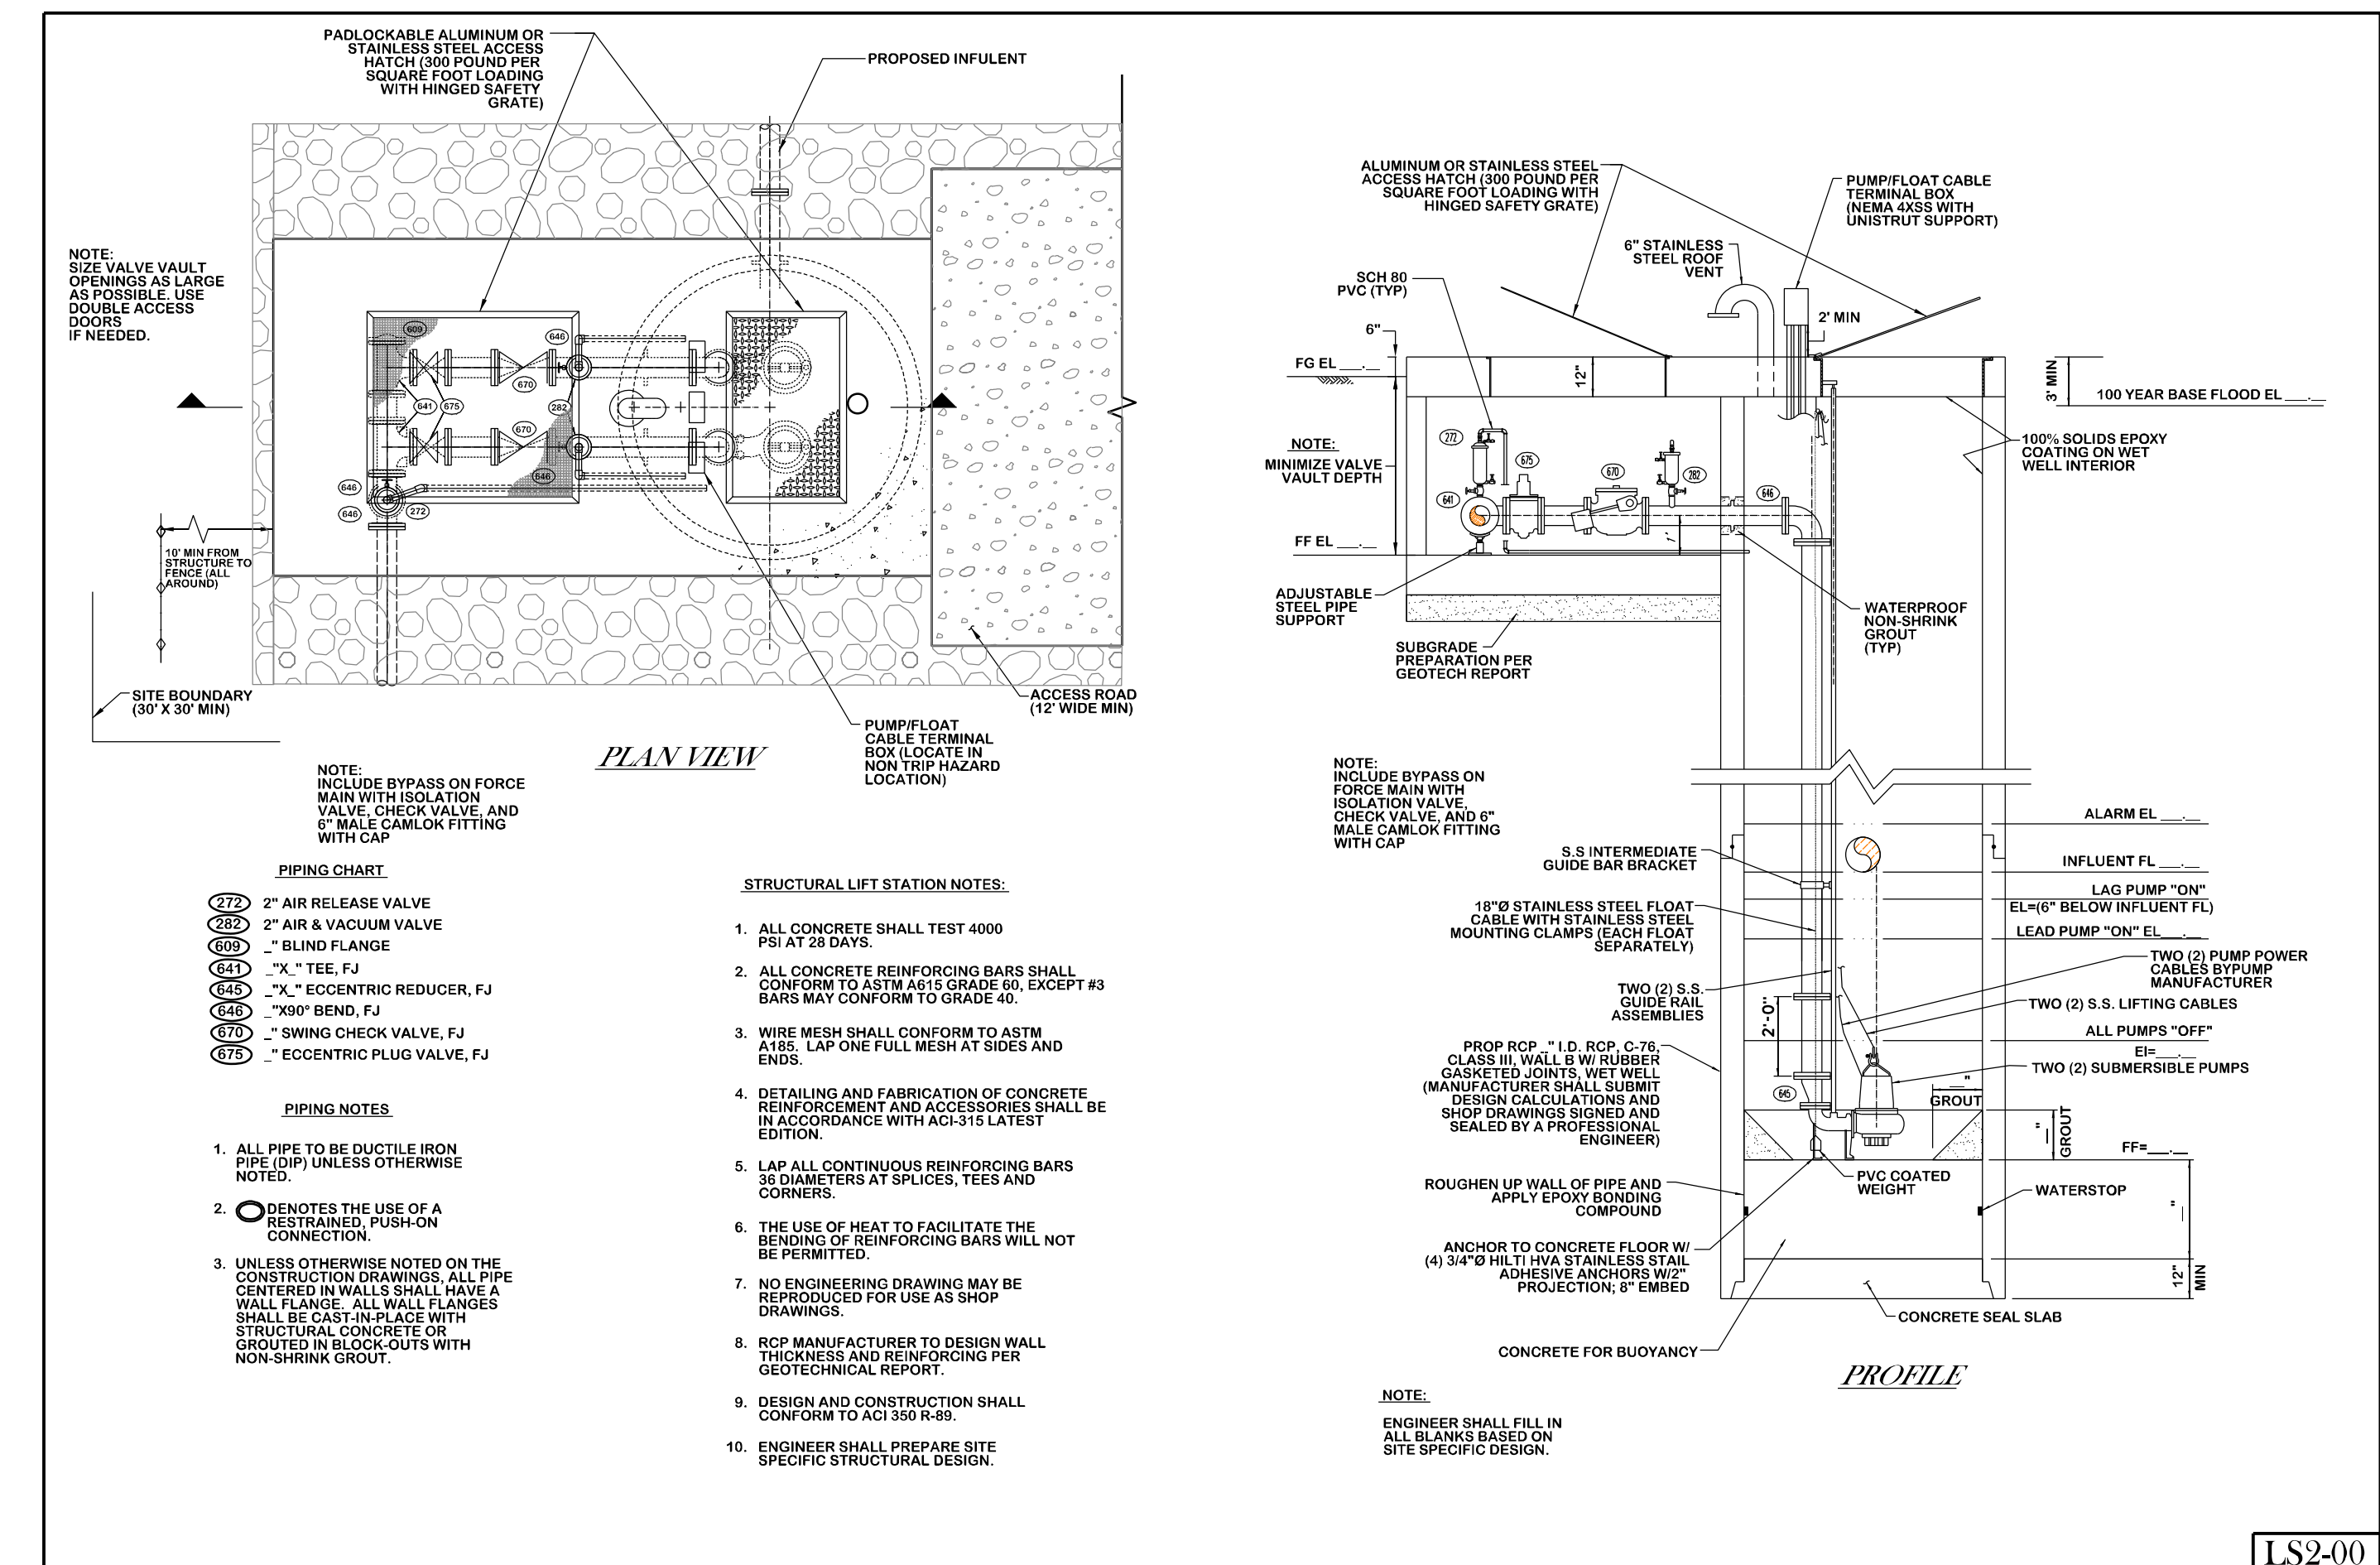 PADLOCKABLE ALUMINUM OR
STAINLESS STEEL ACCESS
HATCH (300 POUND PER
SQUARE FOOT LOADING
WITH HINGED SAFETY
GRATE)
PROPOSED INFULENT
NOTE:
SIZE VALVE VAULT
OPENINGS AS LARGE
AS POSSIBLE. USE
DOUBLE ACCESS
DOORS
IF NEEDED.
609
646
670
641
675
282
670
646
646
646
272
10' MIN FROM
STRUCTURE TO
FENCE (ALL
AROUND)
SITE BOUNDARY
(30' X 30' MIN)
ACCESS ROAD
(12' WIDE MIN)
PUMP/FLOAT
CABLE TERMINAL
BOX (LOCATE IN
NON TRIP HAZARD
LOCATION)
PLAN VIEW
NOTE:
INCLUDE BYPASS ON FORCE
MAIN WITH ISOLATION
VALVE, CHECK VALVE, AND
6" MALE CAMLOK FITTING
WITH CAP
PIPING CHART
272 2" AIR RELEASE VALVE
282 2" AIR & VACUUM VALVE
609 _" BLIND FLANGE
641 _"X_" TEE, FJ
645 _"X_" ECCENTRIC REDUCER, FJ
646 _"X90° BEND, FJ
670 _" SWING CHECK VALVE, FJ
675 _" ECCENTRIC PLUG VALVE, FJ
PIPING NOTES
1. ALL PIPE TO BE DUCTILE IRON
PIPE (DIP) UNLESS OTHERWISE
NOTED.
2. DENOTES THE USE OF A
RESTRAINED, PUSH-ON
CONNECTION.
3. UNLESS OTHERWISE NOTED ON THE
CONSTRUCTION DRAWINGS, ALL PIPE
CENTERED IN WALLS SHALL HAVE A
WALL FLANGE. ALL WALL FLANGES
SHALL BE CAST-IN-PLACE WITH
STRUCTURAL CONCRETE OR
GROUTED IN BLOCK-OUTS WITH
NON-SHRINK GROUT.
STRUCTURAL LIFT STATION NOTES:
1. ALL CONCRETE SHALL TEST 4000
PSI AT 28 DAYS.
2. ALL CONCRETE REINFORCING BARS SHALL
CONFORM TO ASTM A615 GRADE 60, EXCEPT #3
BARS MAY CONFORM TO GRADE 40.
3. WIRE MESH SHALL CONFORM TO ASTM
A185. LAP ONE FULL MESH AT SIDES AND
ENDS.
4. DETAILING AND FABRICATION OF CONCRETE
REINFORCEMENT AND ACCESSORIES SHALL BE
IN ACCORDANCE WITH ACI-315 LATEST
EDITION.
5. LAP ALL CONTINUOUS REINFORCING BARS
36 DIAMETERS AT SPLICES, TEES AND
CORNERS.
6. THE USE OF HEAT TO FACILITATE THE
BENDING OF REINFORCING BARS WILL NOT
BE PERMITTED.
7. NO ENGINEERING DRAWING MAY BE
REPRODUCED FOR USE AS SHOP
DRAWINGS.
8. RCP MANUFACTURER TO DESIGN WALL
THICKNESS AND REINFORCING PER
GEOTECHNICAL REPORT.
9. DESIGN AND CONSTRUCTION SHALL
CONFORM TO ACI 350 R-89.
10. ENGINEER SHALL PREPARE SITE
SPECIFIC STRUCTURAL DESIGN.
ALUMINUM OR STAINLESS STEEL
ACCESS HATCH (300 POUND PER
SQUARE FOOT LOADING WITH
HINGED SAFETY GRATE)
PUMP/FLOAT CABLE
TERMINAL BOX
(NEMA 4XSS WITH
UNISTRUT SUPPORT)
6" STAINLESS
STEEL ROOF
VENT
SCH 80
PVC (TYP)
2' MIN
6"
FG EL ___.__
12"
3' MIN
100 YEAR BASE FLOOD EL ___.__
100% SOLIDS EPOXY
COATING ON WET
WELL INTERIOR
NOTE:
MINIMIZE VALVE
VAULT DEPTH
272
675
670
282
641
646
1'
FF EL ___.__
ADJUSTABLE
STEEL PIPE
SUPPORT
WATERPROOF
NON-SHRINK
GROUT
(TYP)
SUBGRADE
PREPARATION PER
GEOTECH REPORT
NOTE:
INCLUDE BYPASS ON
FORCE MAIN WITH
ISOLATION VALVE,
CHECK VALVE, AND 6"
MALE CAMLOK FITTING
WITH CAP
ALARM EL ___.__
S.S INTERMEDIATE
GUIDE BAR BRACKET
INFLUENT FL ___.__
LAG PUMP "ON"
EL=(6" BELOW INFLUENT FL)
18"Ø STAINLESS STEEL FLOAT
CABLE WITH STAINLESS STEEL
MOUNTING CLAMPS (EACH FLOAT
SEPARATELY)
LEAD PUMP "ON" EL___.__
TWO (2) PUMP POWER
CABLES BYPUMP
MANUFACTURER
TWO (2) S.S.
GUIDE RAIL
ASSEMBLIES
2'-0"
TWO (2) S.S. LIFTING CABLES
ALL PUMPS "OFF"
El=___.__
PROP RCP _" I.D. RCP, C-76,
CLASS III, WALL B W/ RUBBER
GASKETED JOINTS, WET WELL
(MANUFACTURER SHALL SUBMIT
DESIGN CALCULATIONS AND
SHOP DRAWINGS SIGNED AND
SEALED BY A PROFESSIONAL
ENGINEER)
TWO (2) SUBMERSIBLE PUMPS
645
__"
GROUT
__"
GROUT
FF=___.__
PVC COATED
WEIGHT
ROUGHEN UP WALL OF PIPE AND
APPLY EPOXY BONDING
COMPOUND
WATERSTOP
__"
ANCHOR TO CONCRETE FLOOR W/
(4) 3/4"Ø HILTI HVA STAINLESS STAIL
ADHESIVE ANCHORS W/2"
PROJECTION; 8" EMBED
12"
MIN
CONCRETE SEAL SLAB
CONCRETE FOR BUOYANCY
PROFILE
NOTE:
ENGINEER SHALL FILL IN
ALL BLANKS BASED ON
SITE SPECIFIC DESIGN.
LS2-00